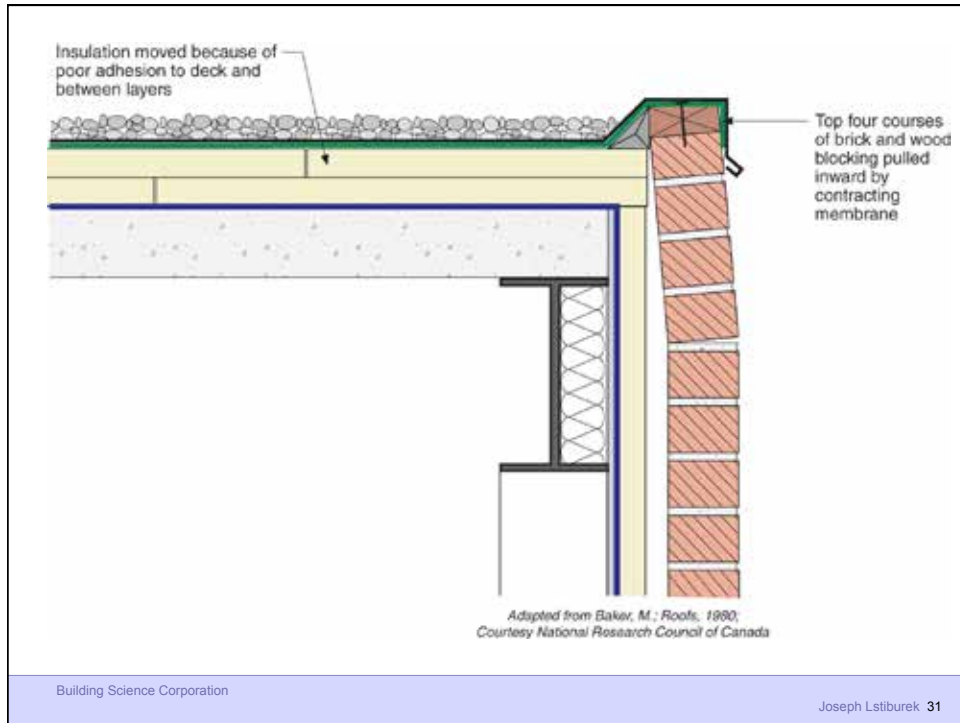 Insulation moved because of
poor adhesion to deck and
between layers
Top four courses
of brick and wood
blocking pulled
inward by
contracting
membrane
Adapted from Baker, M.; Roofs, 1980;
Courtesy National Research Council of Canada
Building Science Corporation
Joseph Lstiburek 31